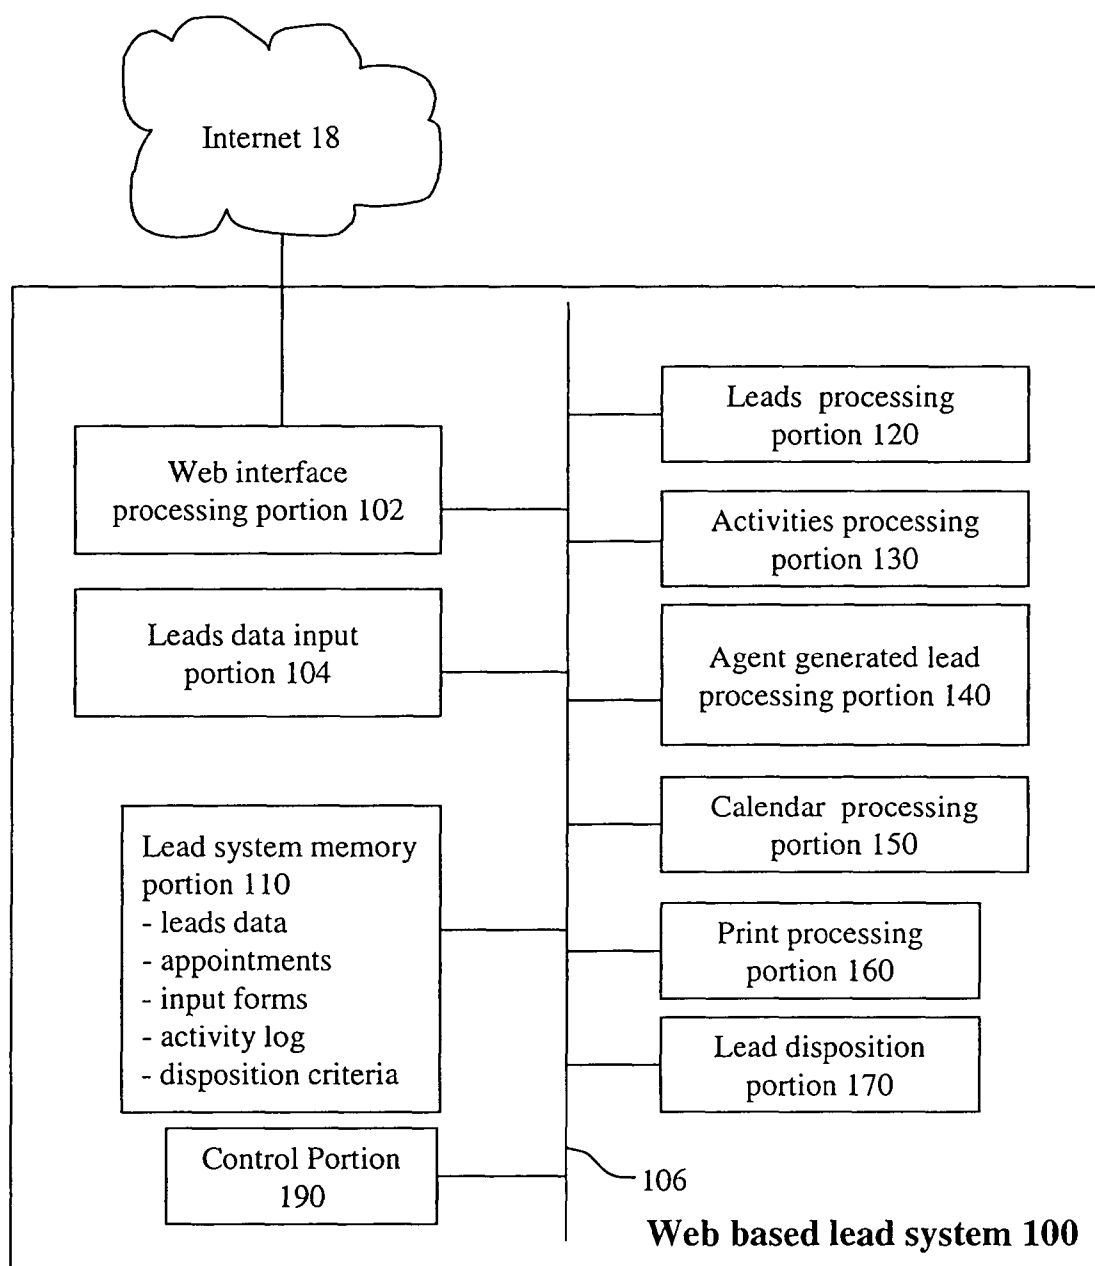 Internet 18
Web interface
processing portion 102
Leads data input
portion 104
Lead system memory
portion 110
- leads data
- appointments
- input forms
- activity log
- disposition criteria
Control Portion
190
Leads processing
portion 120
Activities processing
portion 130
Agent generated lead
processing portion 140
Calendar processing
portion 150
Print processing
portion 160
Lead disposition
portion 170
106
Web based lead system 100